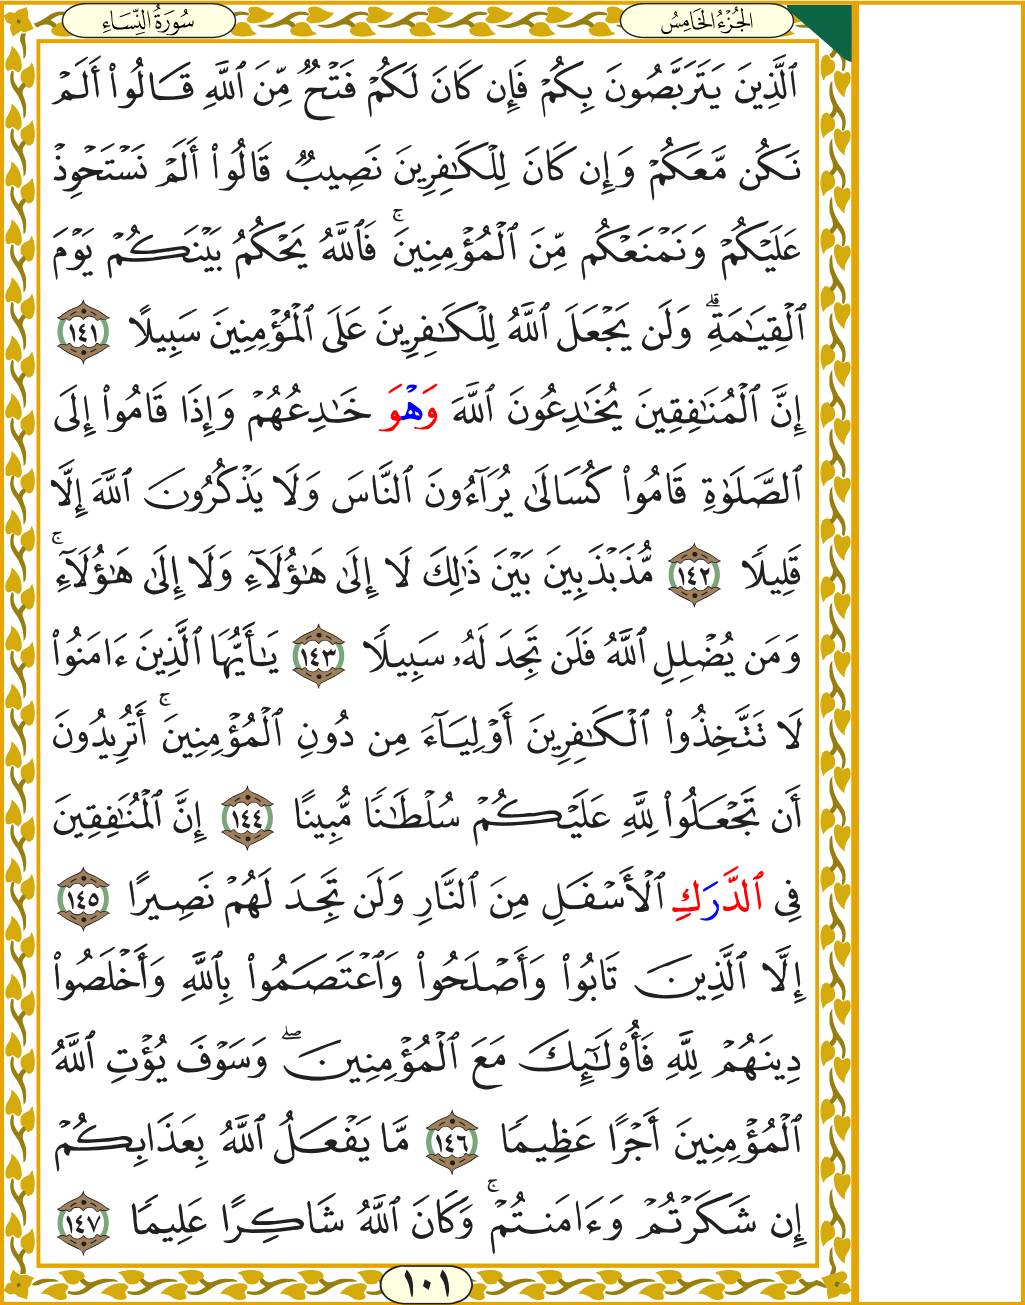 سُورَةُ النِّسَاءِ
الجُزْءُ الخَامِسُ
ٱلَّذِينَ يَتَرَبَّصُونَ بِكُمْ فَإِن كَانَ لَكُمْ فَتْحٌ مِّنَ ٱللَّهِ قَالُوا۟ أَلَمْ
نَكُن مَّعَكُمْ وَإِن كَانَ لِلْكَـٰفِرِينَ نَصِيبٌ قَالُوا۟ أَلَمْ نَسْتَحْوِذْ
عَلَيْكُمْ وَنَمْنَعْكُم مِّنَ ٱلْمُؤْمِنِينَ ۚ فَٱللَّهُ يَحْكُمُ بَيْنَكُمْ يَوْمَ
ٱلْقِيَـٰمَةِ ۗ وَلَن يَجْعَلَ ٱللَّهُ لِلْكَـٰفِرِينَ عَلَى ٱلْمُؤْمِنِينَ سَبِيلًا ١٤١
إِنَّ ٱلْمُنَـٰفِقِينَ يُخَـٰدِعُونَ ٱللَّهَ وَهْوَ خَـٰدِعُهُمْ وَإِذَا قَامُوا۟ إِلَى
ٱلصَّلَوٰةِ قَامُوا۟ كُسَالَىٰ يُرَآءُونَ ٱلنَّاسَ وَلَا يَذْكُرُونَ ٱللَّهَ إِلَّا
قَلِيلًا ١٤٢ مُّذَبْذَبِينَ بَيْنَ ذَٰلِكَ لَا إِلَىٰ هَـٰٓؤُلَآءِ وَلَا إِلَىٰ هَـٰٓؤُلَآءِ ۚ
وَمَن يُضْلِلِ ٱللَّهُ فَلَن تَجِدَ لَهُۥ سَبِيلًا ١٤٣ يَـٰٓأَيُّهَا ٱلَّذِينَ ءَامَنُوا۟
لَا تَتَّخِذُوا۟ ٱلْكَـٰفِرِينَ أَوْلِيَآءَ مِن دُونِ ٱلْمُؤْمِنِينَ ۚ أَتُرِيدُونَ
أَن تَجْعَلُوا۟ لِلَّهِ عَلَيْكُمْ سُلْطَـٰنًا مُّبِينًا ١٤٤ إِنَّ ٱلْمُنَـٰفِقِينَ
فِى ٱلدَّرَكِ ٱلْأَسْفَلِ مِنَ ٱلنَّارِ وَلَن تَجِدَ لَهُمْ نَصِيرًا ١٤٥
إِلَّا ٱلَّذِينَ تَابُوا۟ وَأَصْلَحُوا۟ وَٱعْتَصَمُوا۟ بِٱللَّهِ وَأَخْلَصُوا۟
دِينَهُمْ لِلَّهِ فَأُو۟لَـٰٓئِكَ مَعَ ٱلْمُؤْمِنِينَ ۖ وَسَوْفَ يُؤْتِ ٱللَّهُ
ٱلْمُؤْمِنِينَ أَجْرًا عَظِيمًا ١٤٦ مَّا يَفْعَلُ ٱللَّهُ بِعَذَابِكُمْ
إِن شَكَرْتُمْ وَءَامَنتُمْ ۚ وَكَانَ ٱللَّهُ شَاكِرًا عَلِيمًا ١٤٧
١٠١